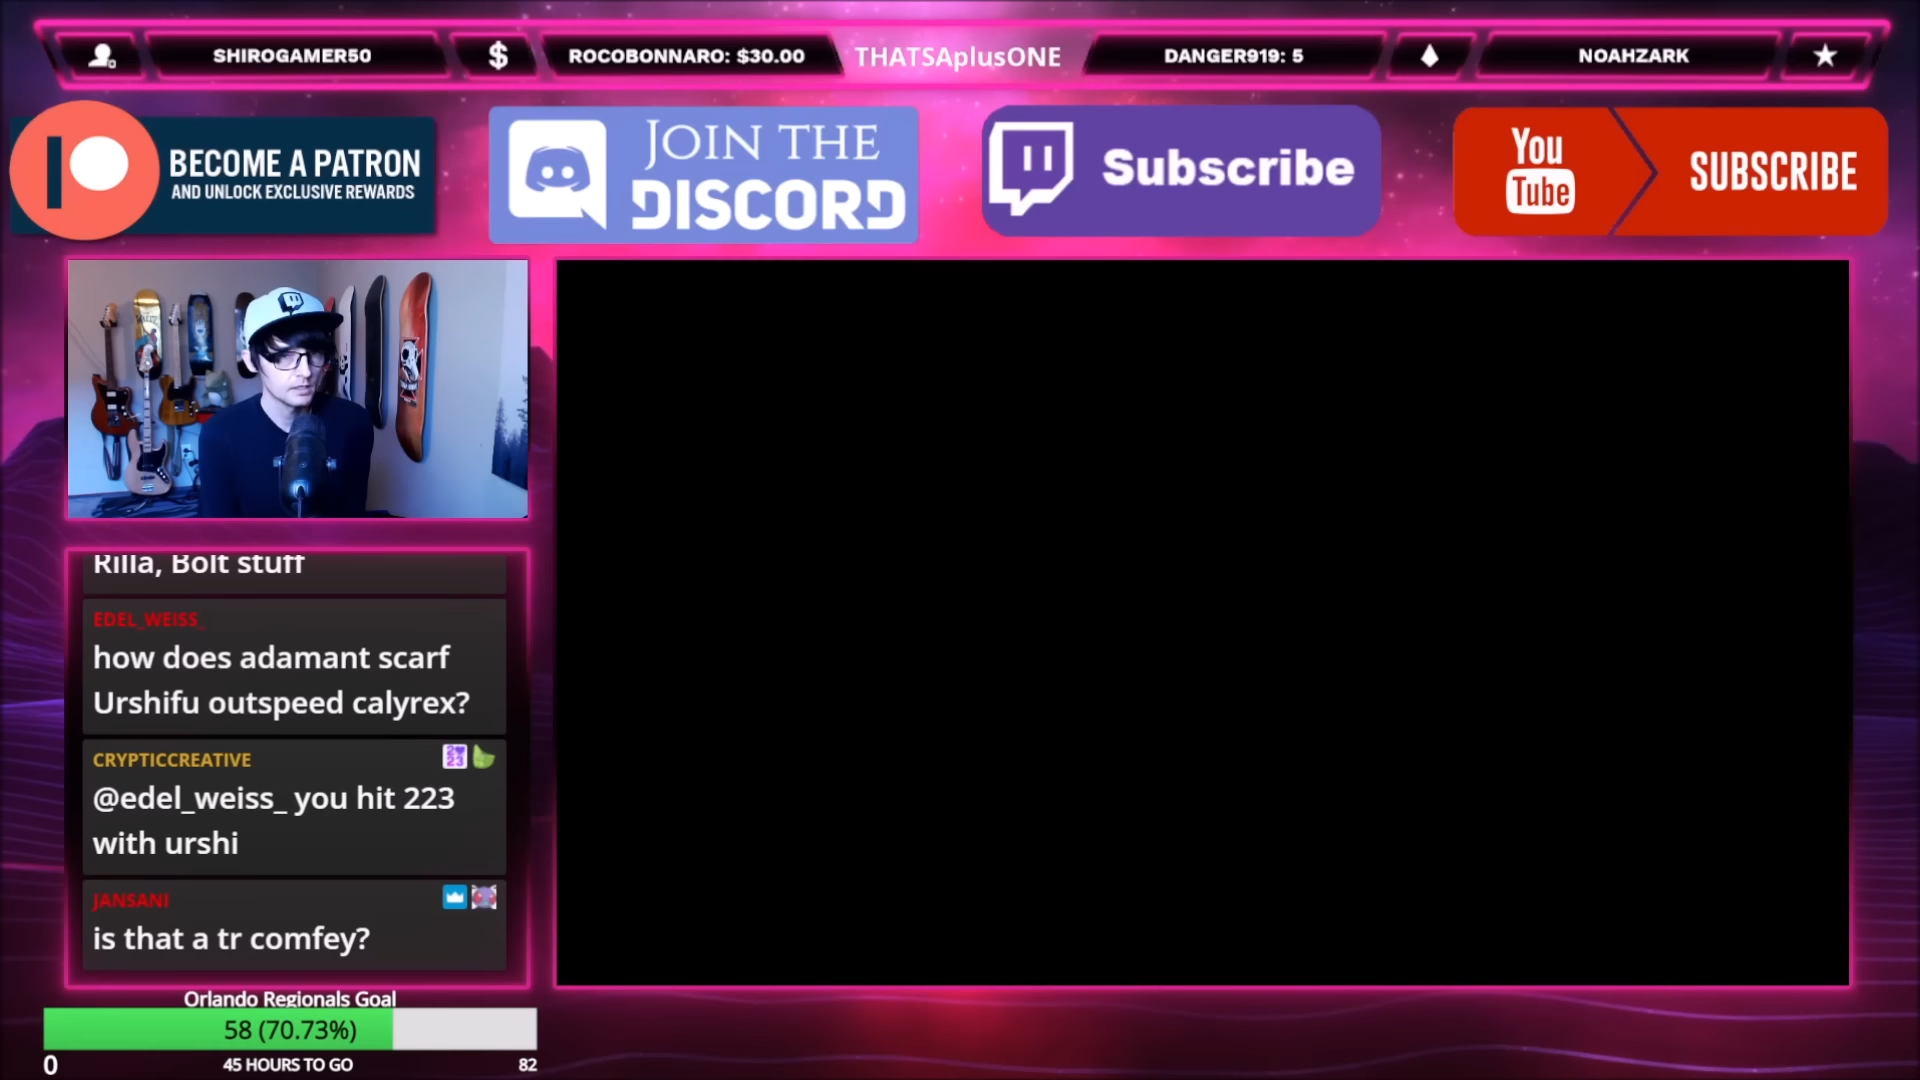 SHIROGAMER50
$
ROCOBONNARO: $30.00
THATSAplusONE
DANGER919: 5
NOAHZARK
BECOME A PATRON
AND UNLOCK EXCLUSIVE REWARDS
JOIN THE
DISCORD
Subscribe
You
Tube
SUBSCRIBE
Rilla, Bolt stuff
EDEL_WEISS_
how does adamant scarf
Urshifu outspeed calyrex?
CRYPTICCREATIVE
@edel_weiss_ you hit 223
with urshi
JANSANI
is that a tr comfey?
Orlando Regionals Goal
58 (70.73%)
0
45 HOURS TO GO
82